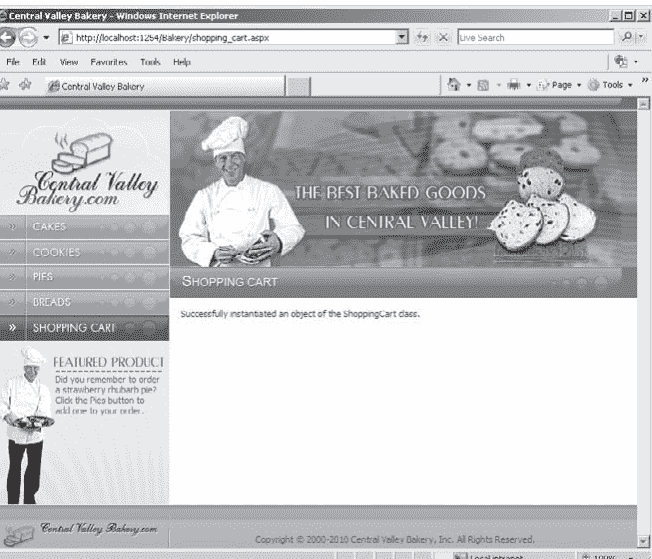 Central Valley Bakery - Windows Internet Explorer
http://localhost:1254/Bakery/shopping_cart.aspx
Live Search
File Edit View Favorites Tools Help
Central Valley Bakery
Page Tools
Central Valley
Bakery.com
THE BEST BAKED GOODS
IN CENTRAL VALLEY!
CAKES
COOKIES
PIES
BREADS
SHOPPING CART
SHOPPING CART
Successfully instantiated an object of the ShoppingCart class.
FEATURED PRODUCT
Did you remember to order
a strawberry rhubarb pie?
Click the Pies button to
add one to your order.
Central Valley Bakery.com
Copyright © 2000-2010 Central Valley Bakery, Inc. All Rights Reserved.
Local intranet
100%